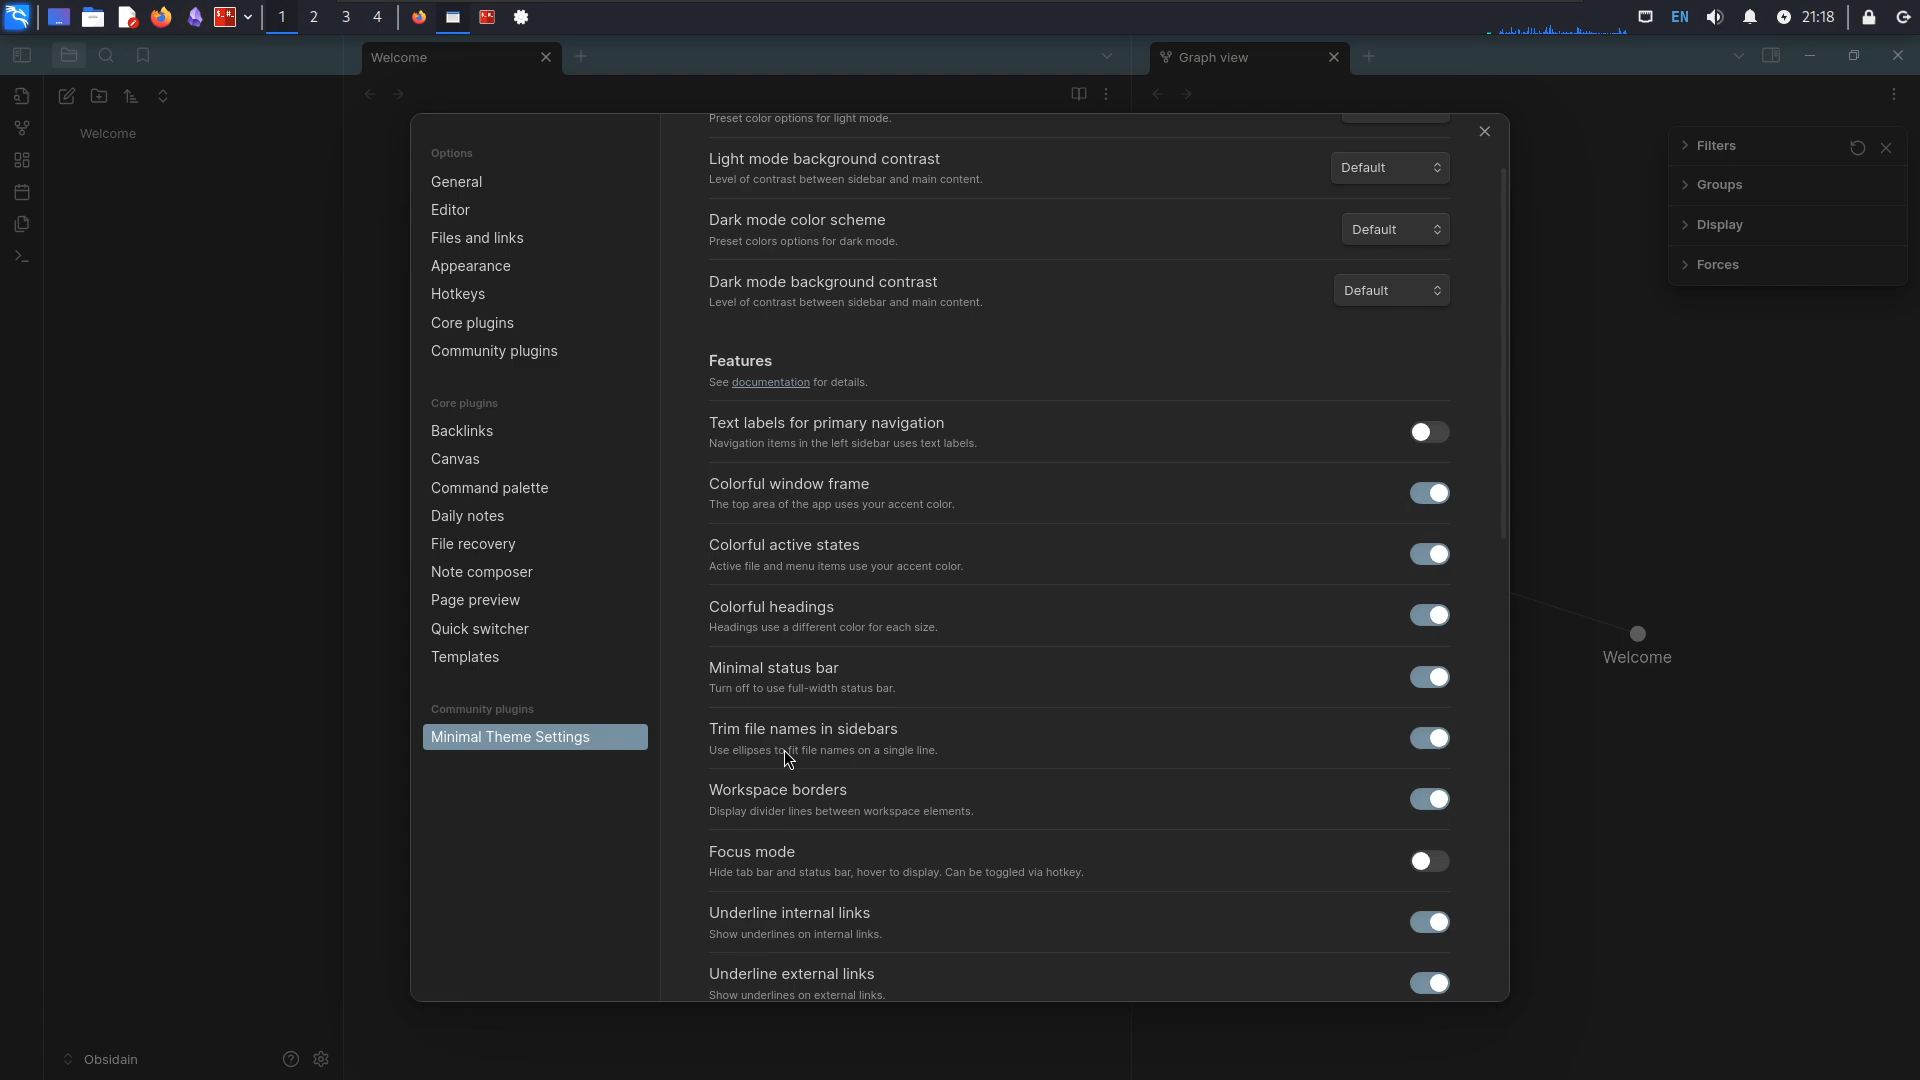 1 2 3 4
EN
21:18
Welcome
Graph view
Welcome
Options
General
Editor
Files and links
Appearance
Hotkeys
Core plugins
Community plugins
Core plugins
Backlinks
Canvas
Command palette
Daily notes
File recovery
Note composer
Page preview
Quick switcher
Templates
Community plugins
Minimal Theme Settings
Preset color options for light mode.
Light mode background contrast
Level of contrast between sidebar and main content.
Default
Dark mode color scheme
Preset colors options for dark mode.
Default
Dark mode background contrast
Level of contrast between sidebar and main content.
Default
Features
See documentation for details.
Text labels for primary navigation
Navigation items in the left sidebar uses text labels.
Colorful window frame
The top area of the app uses your accent color.
Colorful active states
Active file and menu items use your accent color.
Colorful headings
Headings use a different color for each size.
Minimal status bar
Turn off to use full-width status bar.
Trim file names in sidebars
Use ellipses to fit file names on a single line.
Workspace borders
Display divider lines between workspace elements.
Focus mode
Hide tab bar and status bar, hover to display. Can be toggled via hotkey.
Underline internal links
Show underlines on internal links.
Underline external links
Show underlines on external links.
Filters
Groups
Display
Forces
Welcome
Obsidain